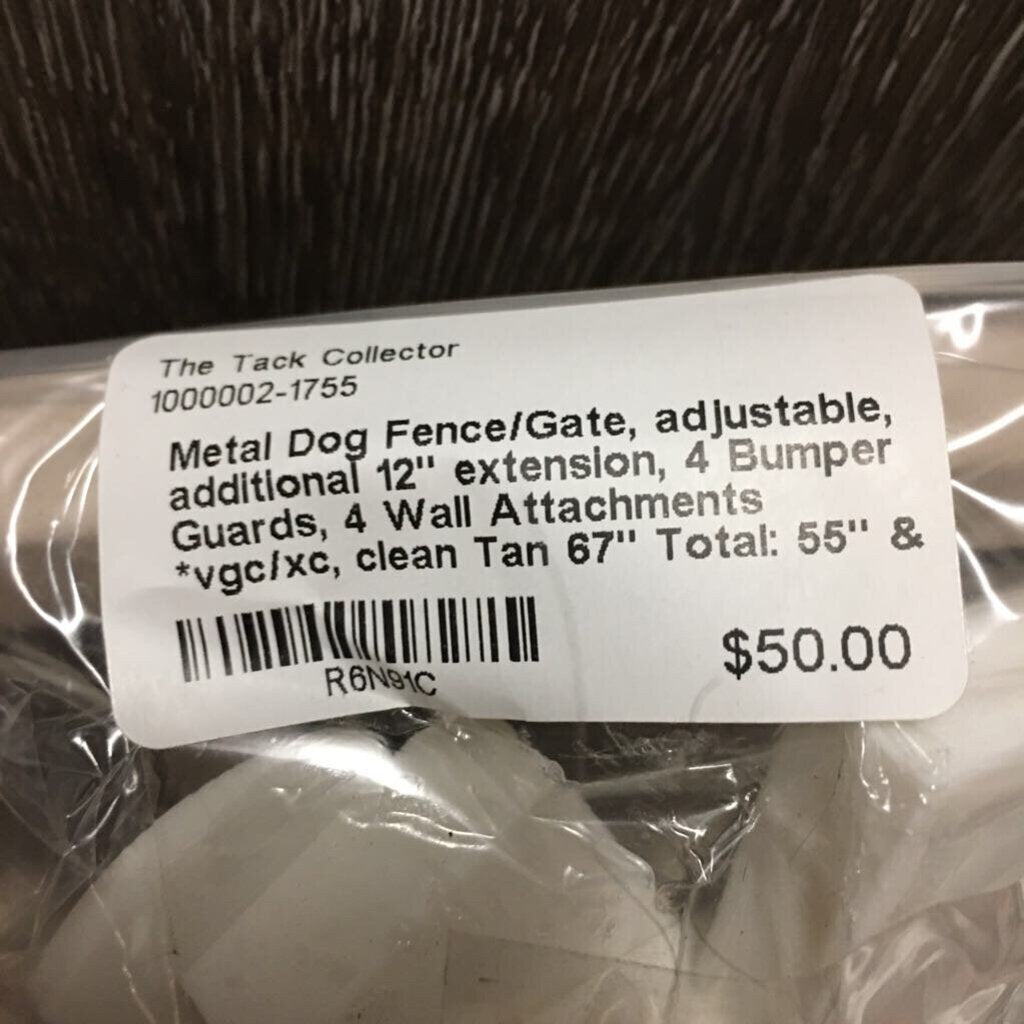 The Tack Collector
1000002-1755
Metal Dog Fence/Gate, adjustable,
additional 12" extension, 4 Bumper
Guards, 4 Wall Attachments
*vgc/xc, clean Tan 67" Total: 55" &
R6N91C
$50.00